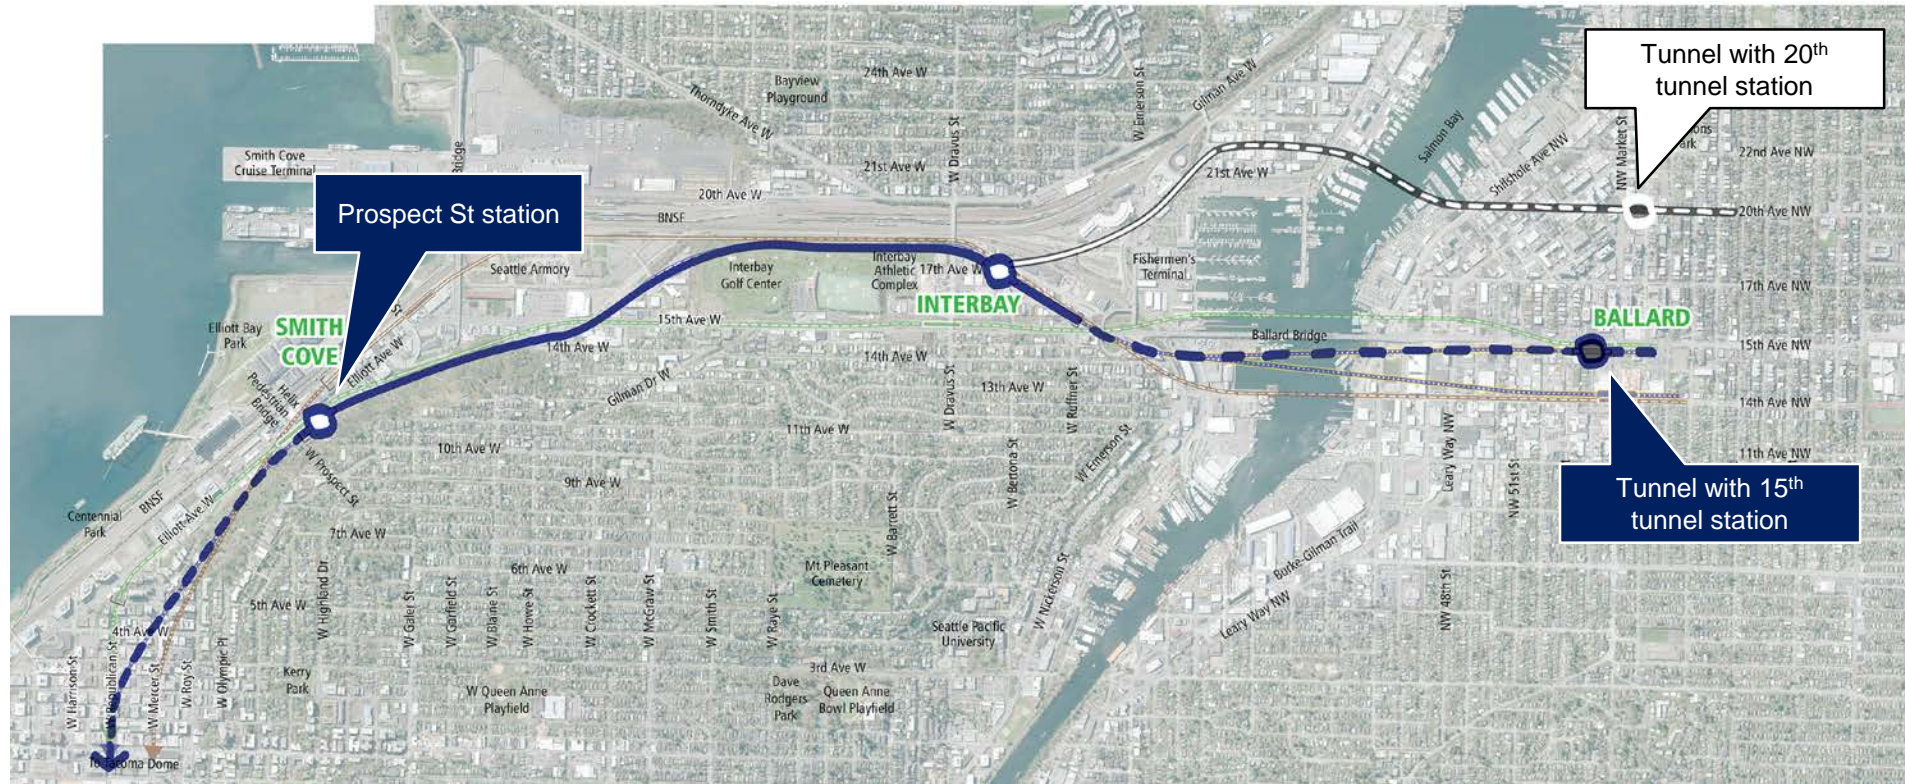 Tunnel with 20th
tunnel station
Prospect St station
Tunnel with 15th
tunnel station
SMITH
COVE
INTERBAY
BALLARD
24th Ave W
Bayview
Playground
Thorndyke Ave W
21st Ave W
20th Ave W
BNSF
W Dravus St
W Emerson St
Gilman Ave W
21st Ave W
Salmon Bay
Shilshole Ave NW
NW Market St
Park
22nd Ave NW
20th Ave NW
17th Ave NW
15th Ave NW
14th Ave NW
11th Ave NW
Smith Cove
Cruise Terminal
Bridge
Seattle Armory
Interbay
Golf Center
Interbay
Athletic
Complex
17th Ave W
Fishermen's
Terminal
Ballard Bridge
15th Ave W
14th Ave W
14th Ave W
Gilman Dr W
13th Ave W
11th Ave W
10th Ave W
9th Ave W
7th Ave W
6th Ave W
5th Ave W
4th Ave W
3rd Ave W
Elliott Bay
Park
St
Elliott Ave W
Helix
Pedestrian
Bridge
W Prospect St
Centennial
Park
BNSF
Elliott Ave W
W Dravus St
W Ruffner St
W Bertona St
W Emerson St
W Barrett St
W Nickerson St
Mt Pleasant
Cemetery
Seattle Pacific
University
Leary Way NW
NW 51st St
Burke-Gilman Trail
NW 48th St
Leary Way NW
W Harrison St
W Republican St
W Mercer St
W Roy St
W Olympic Pl
W Highland Dr
W Galer St
W Garfield St
W Blaine St
W Howe St
W Crockett St
W McGraw St
W Smith St
W Raye St
Kerry
Park
W Queen Anne
Playfield
Dave
Rodgers
Park
Queen Anne
Bowl Playfield
To Tacoma Dome